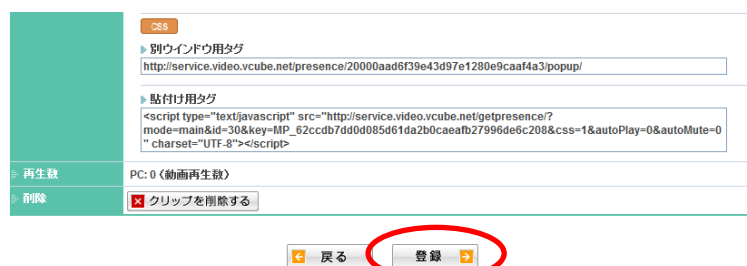 CSS
別ウインドウ用タグ
http://service.video.vcube.net/presence/20000aad6f39e43d97e1280e9caaf4a3/popup/
貼付け用タグ
<script type="text/javascript" src="http://service.video.vcube.net/getpresence/?
mode=main&id=30&key=MP_62ccdb7dd0d085d61da2b0caeafb27996de6c208&css=1&autoPlay=0&autoMute=0
" charset="UTF-8"></script>
再生数 PC: 0 (動画再生数)
削除 クリップを削除する
戻る 登録